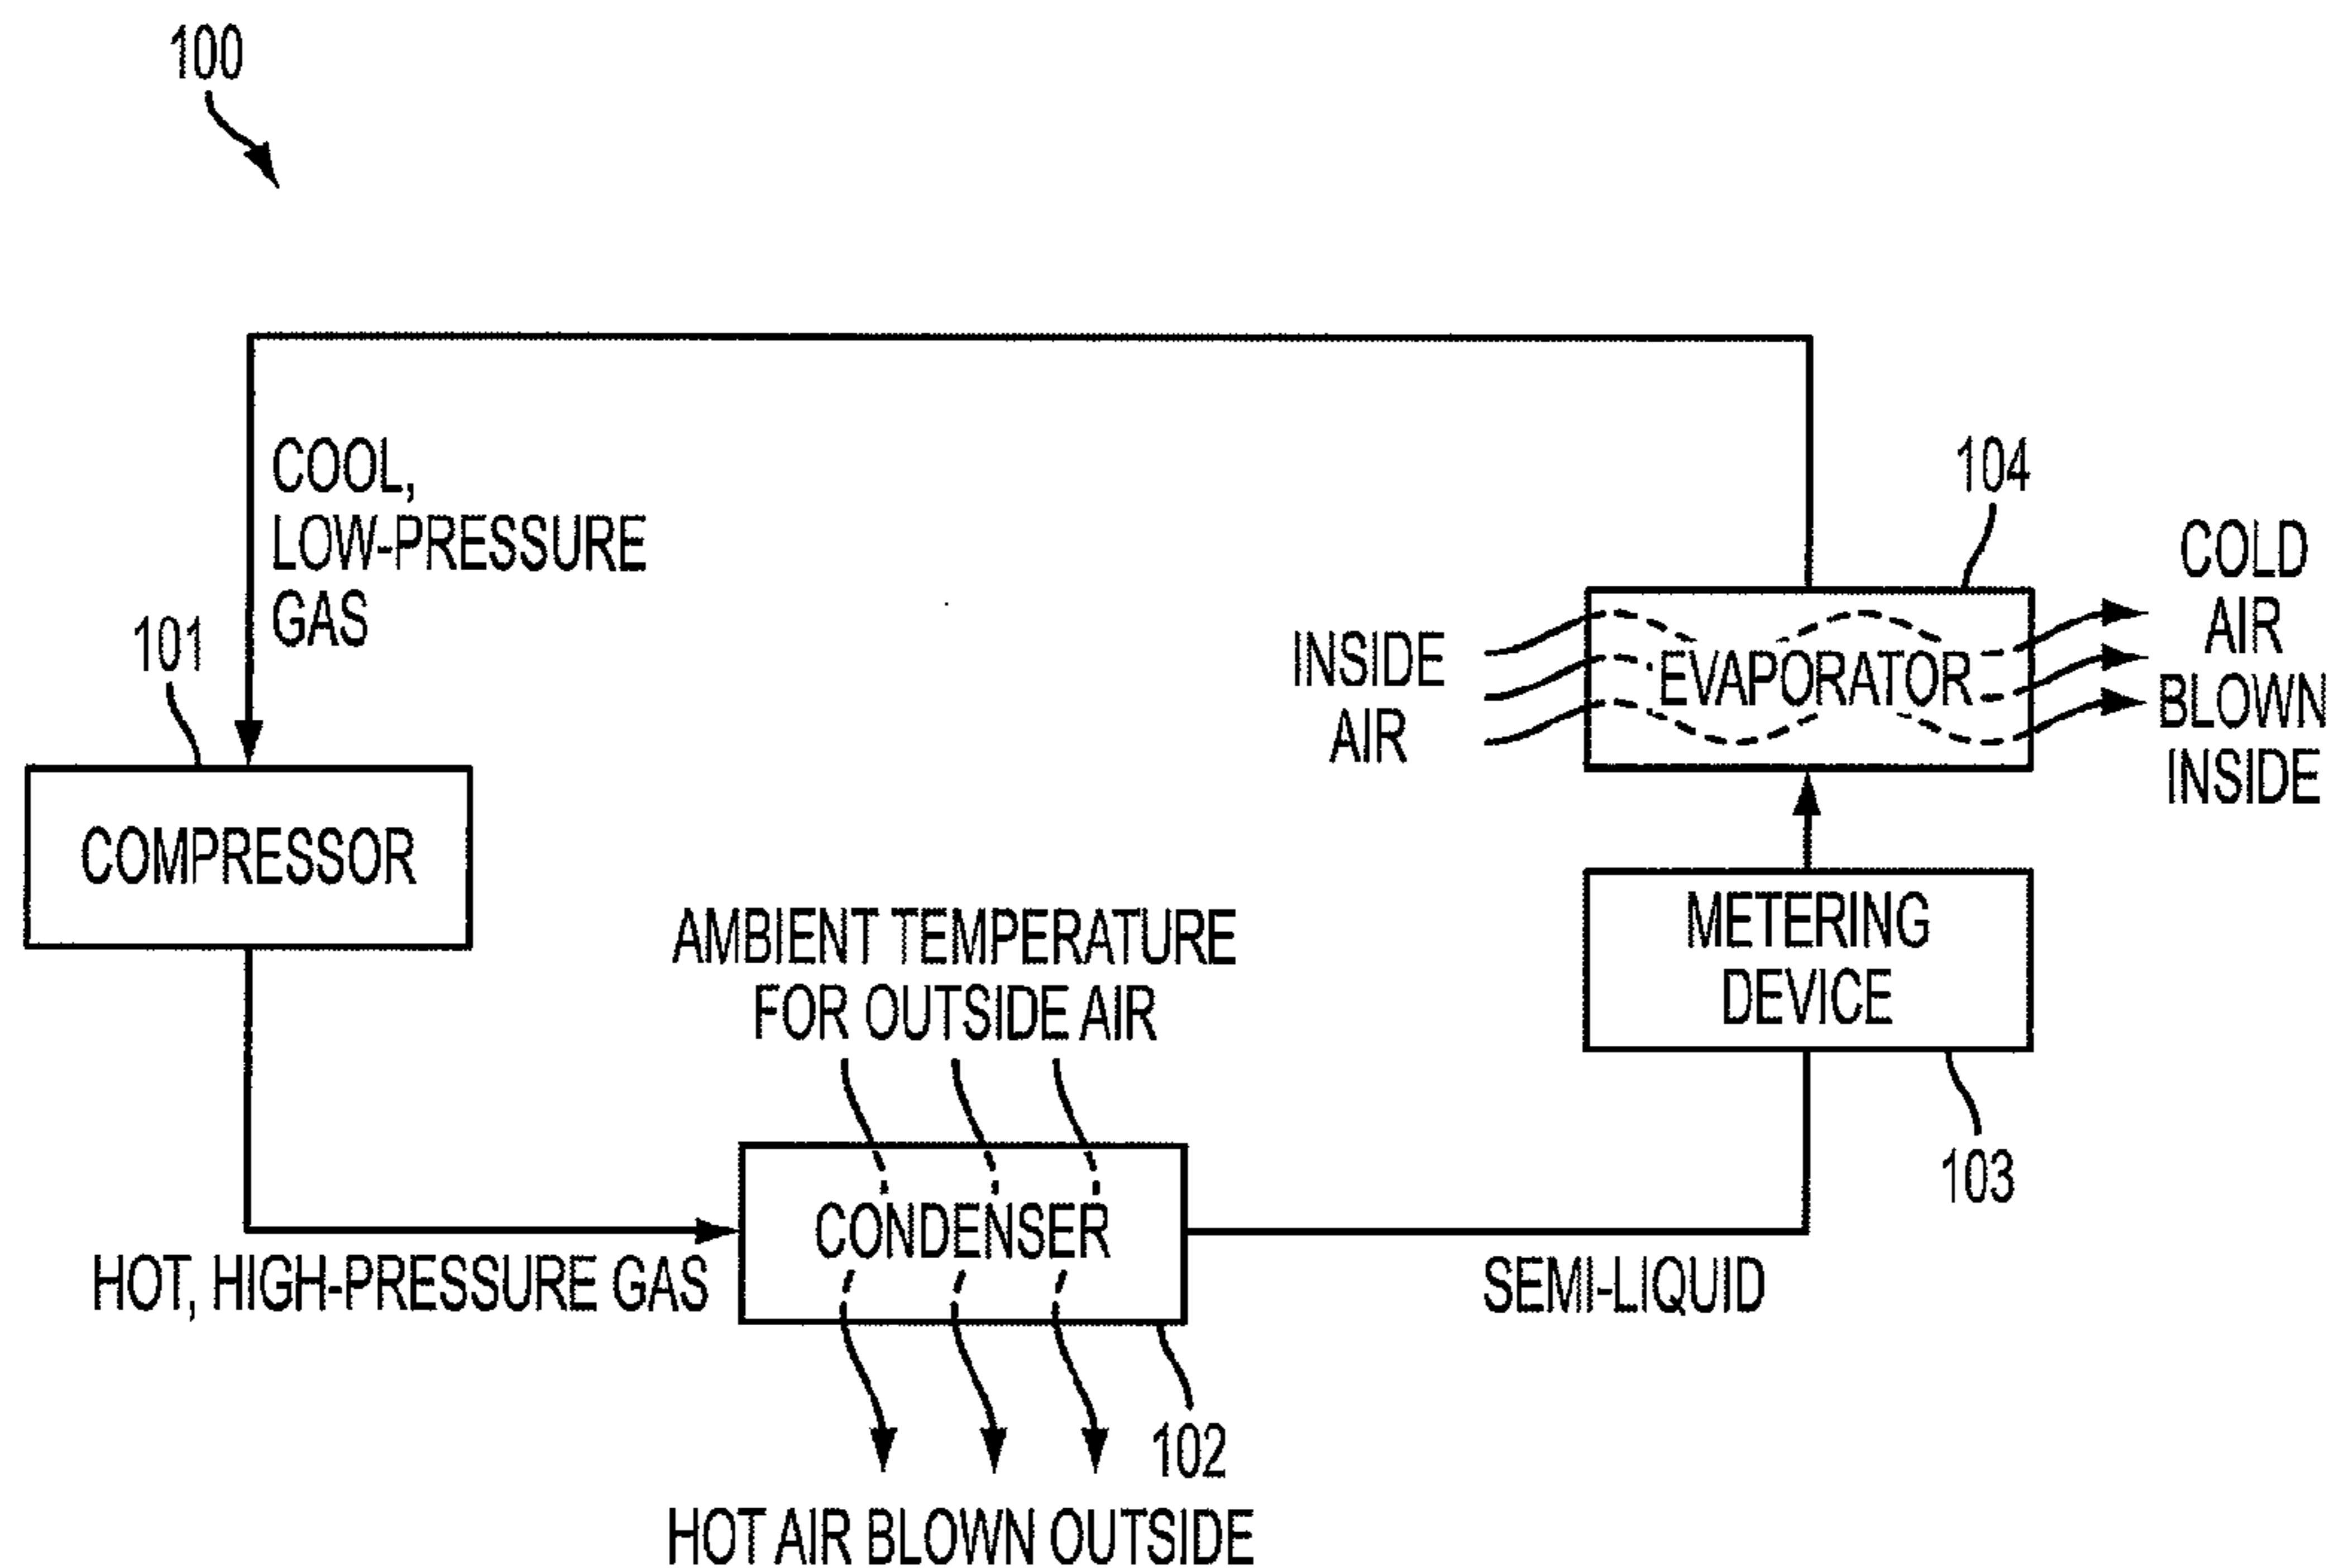 100
COOL,
LOW-PRESSURE
GAS
101
COMPRESSOR
104
COLD
AIR
BLOWN
INSIDE
INSIDE
AIR
EVAPORATOR
METERING
DEVICE
103
AMBIENT TEMPERATURE
FOR OUTSIDE AIR
CONDENSER
HOT, HIGH-PRESSURE GAS
SEMI-LIQUID
102
HOT AIR BLOWN OUTSIDE